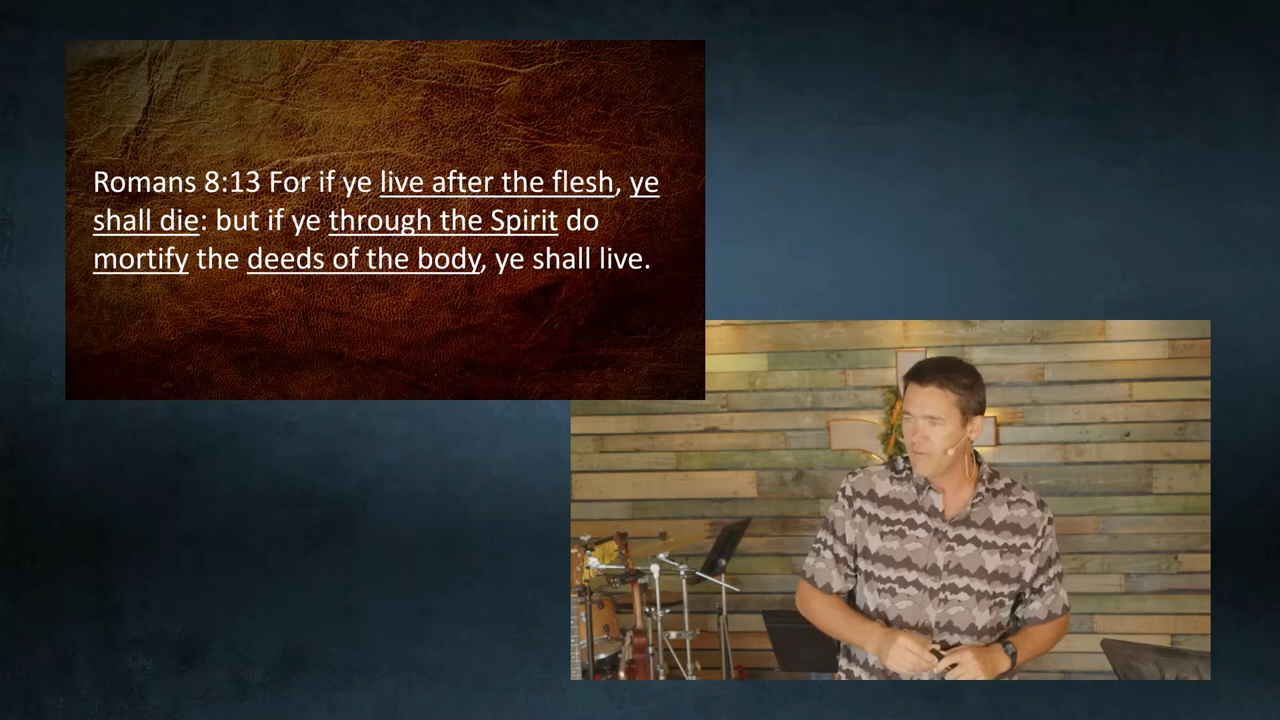 Romans 8:13 For if ye live after the flesh, ye
shall die: but if ye through the Spirit do
mortify the deeds of the body, ye shall live.